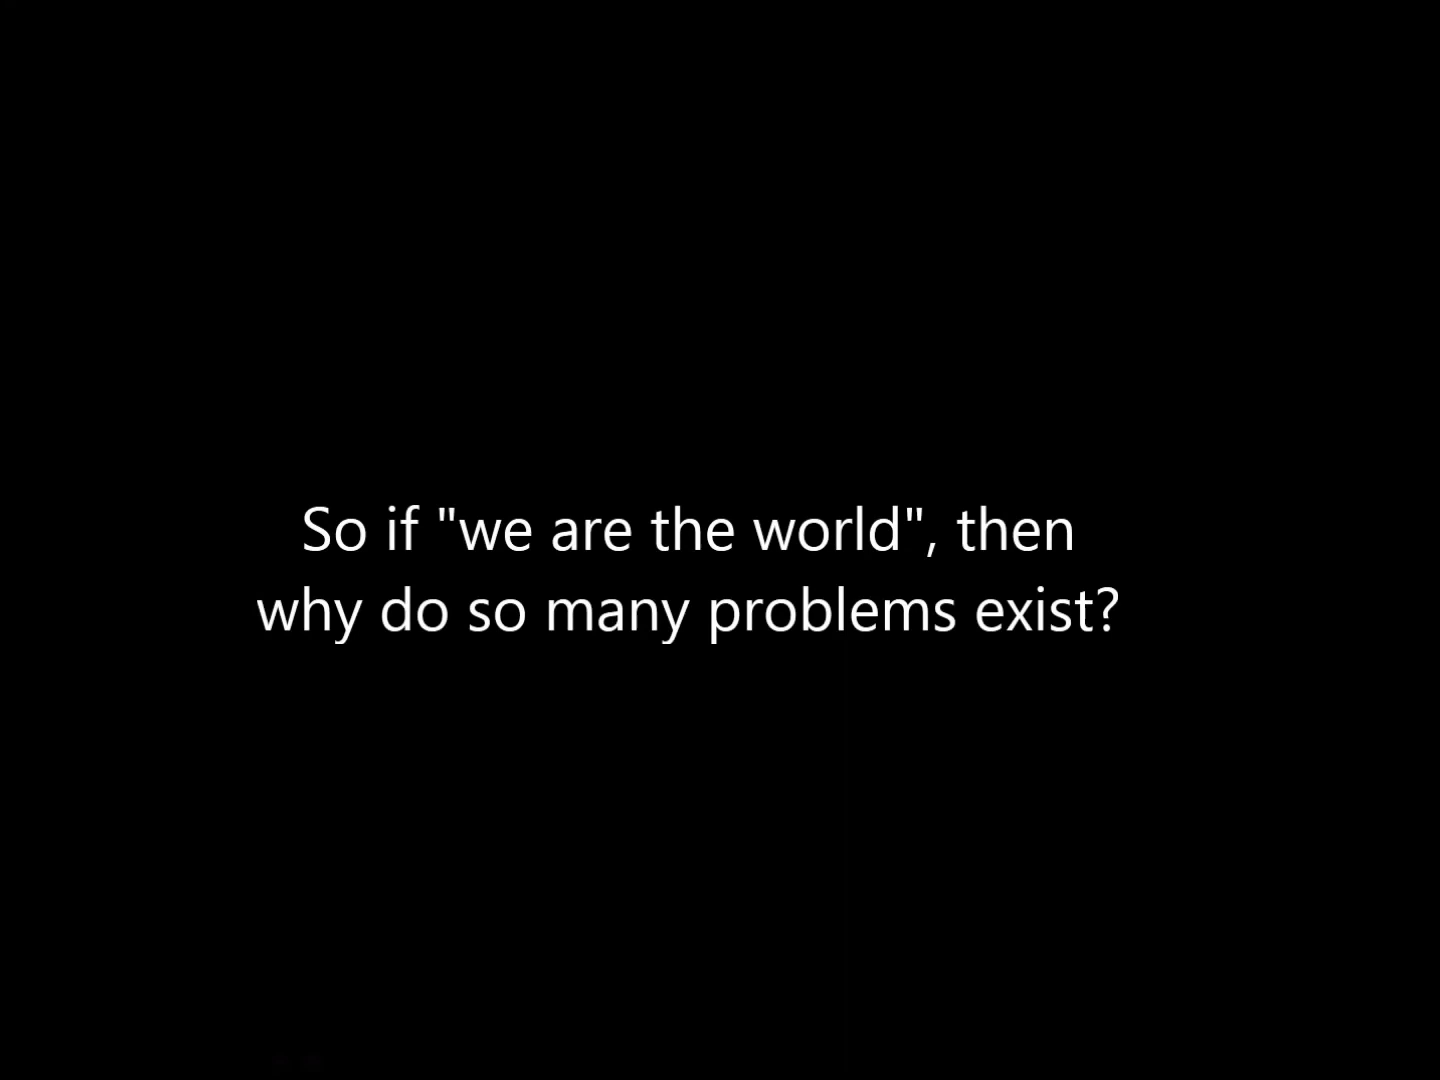 So if "we are the world", then
why do so many problems exist?